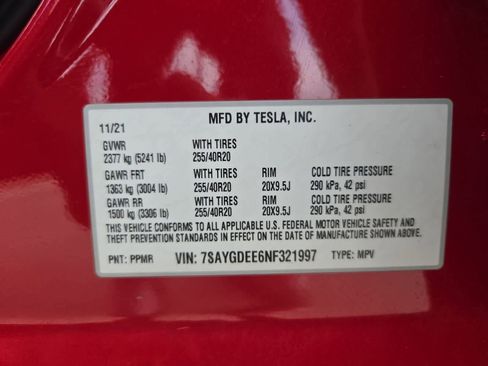 MFD BY TESLA, INC.
11/21
GVWR WITH TIRES
2377 kg (5241 lb) 255/40R20
GAWR FRT WITH TIRES RIM COLD TIRE PRESSURE
1363 kg (3004 lb) 255/40R20 20X9.5J 290 kPa, 42 psi
GAWR RR WITH TIRES RIM COLD TIRE PRESSURE
1500 kg (3306 lb) 255/40R20 20X9.5J 290 kPa, 42 psi
THIS VEHICLE CONFORMS TO ALL APPLICABLE U.S. FEDERAL MOTOR VEHICLE SAFETY AND
THEFT PREVENTION STANDARDS IN EFFECT ON THE DATE OF MANUFACTURE SHOWN ABOVE.
PNT: PPMR VIN: 7SAYGDEE6NF321997 TYPE: MPV